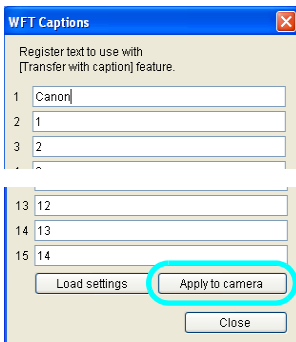 WFT Captions
Register text to use with
[Transfer with caption] feature.
1 Canon
2 1
3 2
13 12
14 13
15 14
Load settings
Apply to camera
Close